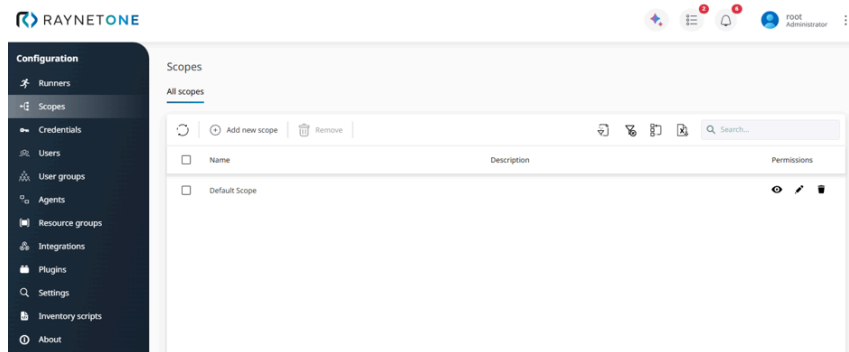 RAYNETONE
2
6
root
Administrator
Configuration
Runners
Scopes
Credentials
Users
User groups
Agents
Resource groups
Integrations
Plugins
Settings
Inventory scripts
About
Scopes
All scopes
Add new scope
Remove
Search...
Name Description Permissions
Default Scope